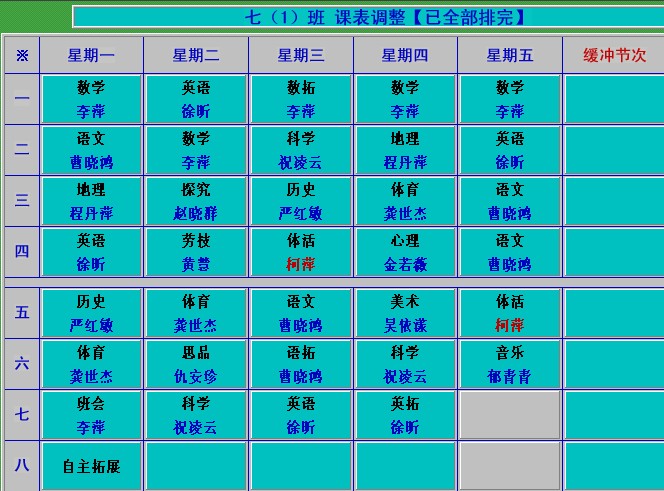 七（1）班 课表调整【已全部排完】
※ 星期一 星期二 星期三 星期四 星期五 缓冲节次
一 数学 英语 数拓 数学 数学
李萍 徐昕 李萍 李萍 李萍
二 语文 数学 科学 地理 英语
曹晓鸿 李萍 祝凌云 程丹萍 徐昕
三 地理 探究 历史 体育 语文
程丹萍 赵晓群 严红敏 龚世杰 曹晓鸿
四 英语 劳技 体活 心理 语文
徐昕 黄慧 柯萍 金若薇 曹晓鸿
五 历史 体育 语文 美术 体活
严红敏 龚世杰 曹晓鸿 吴依漾 柯萍
六 体育 思品 语拓 科学 音乐
龚世杰 仇安珍 曹晓鸿 祝凌云 郁青青
七 班会 科学 英语 英拓
李萍 祝凌云 徐昕 徐昕
八 自主拓展